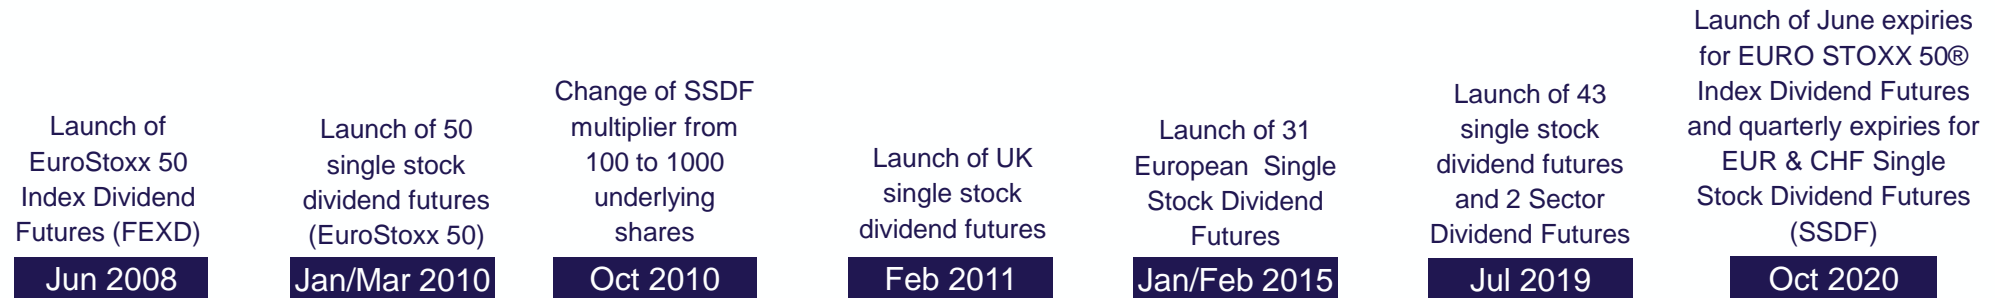 Launch of
EuroStoxx 50
Index Dividend
Futures (FEXD)
Jun 2008
Launch of 50
single stock
dividend futures
(EuroStoxx 50)
Jan/Mar 2010
Change of SSDF
multiplier from
100 to 1000
underlying
shares
Oct 2010
Launch of UK
single stock
dividend futures
Feb 2011
Launch of 31
European Single
Stock Dividend
Futures
Jan/Feb 2015
Launch of 43
single stock
dividend futures
and 2 Sector
Dividend Futures
Jul 2019
Launch of June expiries
for EURO STOXX 50®
Index Dividend Futures
and quarterly expiries for
EUR & CHF Single
Stock Dividend Futures
(SSDF)
Oct 2020